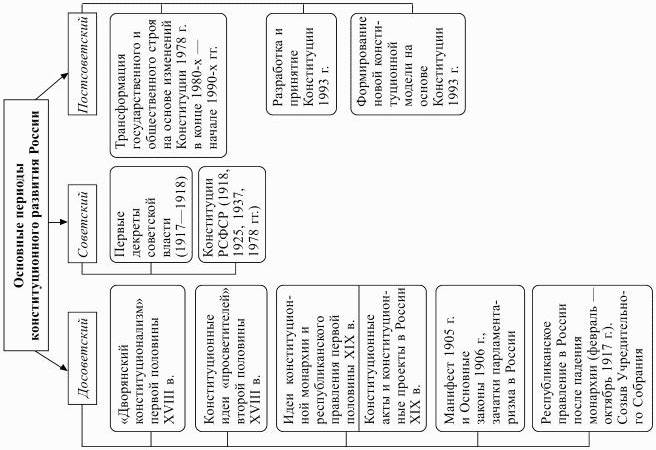 Основные периоды
конституционного развития России
Досоветский
«Дворянский
конституционализм»
первой половины
XVIII в.
Конституционные
идеи «просветителей»
второй половины
XVIII в.
Идеи конституцион-
ной монархии и
республиканского
правления первой
половины XIX в.
Конституционные
акты и конституцион-
ные проекты в России
XIX в.
Манифест 1905 г.
и Основные
законы 1906 г.,
зачатки парламента-
ризма в России
Республиканское
правление в России
после падения
монархии (февраль —
октябрь 1917 г.).
Созыв Учредительно-
го Собрания
Советский
Первые
декреты
советской
власти
(1917—1918)
Конституции
РСФСР (1918,
1925, 1937,
1978 гг.)
Постсоветский
Трансформация
государственного и
общественного строя
на основе изменений
Конституции 1978 г.
в конце 1980-х —
начале 1990-х гг.
Разработка и
принятие
Конституции
1993 г.
Формирование
новой консти-
туционной
модели на
основе
Конституции
1993 г.